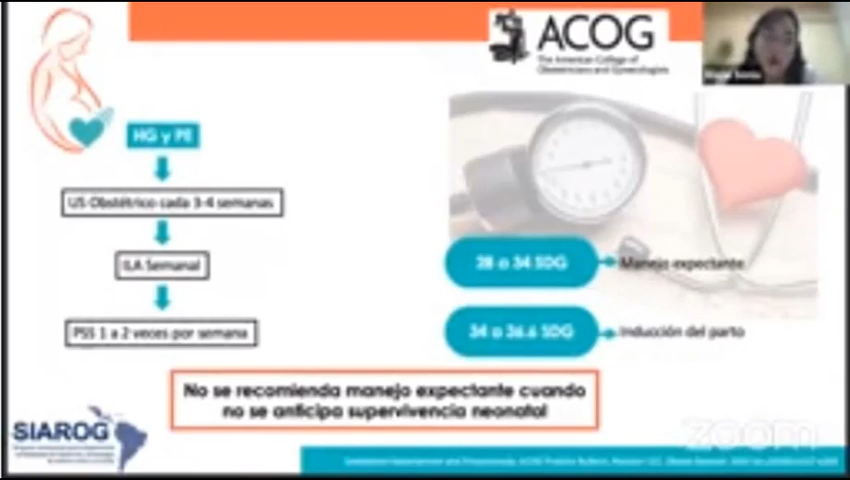 ACOG
The American College of
Obstetricians and Gynecologists
HG y PE
US Obstétrico cada 3-4 semanas
ILA Semanal
PSS 1 a 2 veces por semana
28 a 34 SDG
Manejo expectante
34 a 36.6 SDG
Inducción del parto
No se recomienda manejo expectante cuando
no se anticipa supervivencia neonatal
SIAROG
zoom